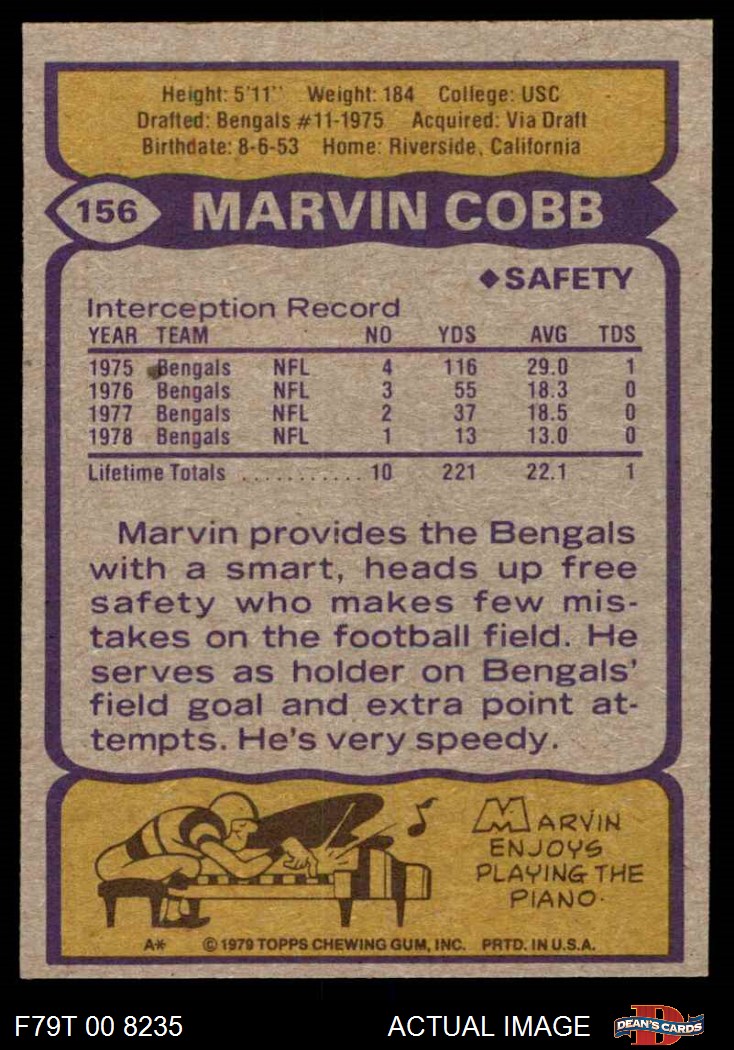 Height: 5'11" Weight: 184 College: USC
Drafted: Bengals #11-1975 Acquired: Via Draft
Birthdate: 8-6-53 Home: Riverside, California
156 MARVIN COBB
◆SAFETY
Interception Record
YEAR TEAM NO YDS AVG TDS
1975 Bengals NFL 4 116 29.0 1
1976 Bengals NFL 3 55 18.3 0
1977 Bengals NFL 2 37 18.5 0
1978 Bengals NFL 1 13 13.0 0
Lifetime Totals ............ 10 221 22.1 1
Marvin provides the Bengals
with a smart, heads up free
safety who makes few mis-
takes on the football field. He
serves as holder on Bengals'
field goal and extra point at-
tempts. He's very speedy.
MARVIN
ENJOYS
PLAYING THE
PIANO.
A* © 1979 TOPPS CHEWING GUM, INC. PRTD. IN U.S.A.
F79T 00 8235 ACTUAL IMAGE D DEAN'S CARDS